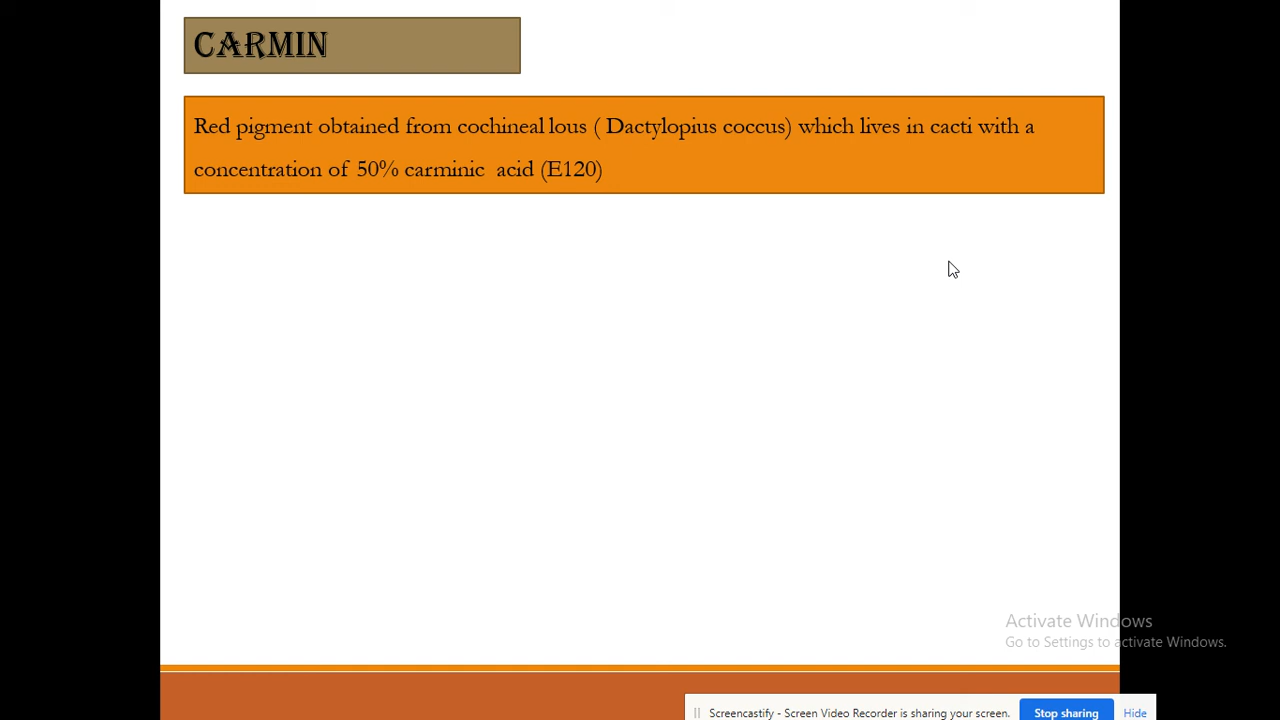 CARMIN
Red pigment obtained from cochineal lous ( Dactylopius coccus) which lives in cacti with a
concentration of 50% carminic acid (E120)
Activate Windows
Go to Settings to activate Windows.
Screencastify - Screen Video Recorder is sharing your screen.
Stop sharing
Hide